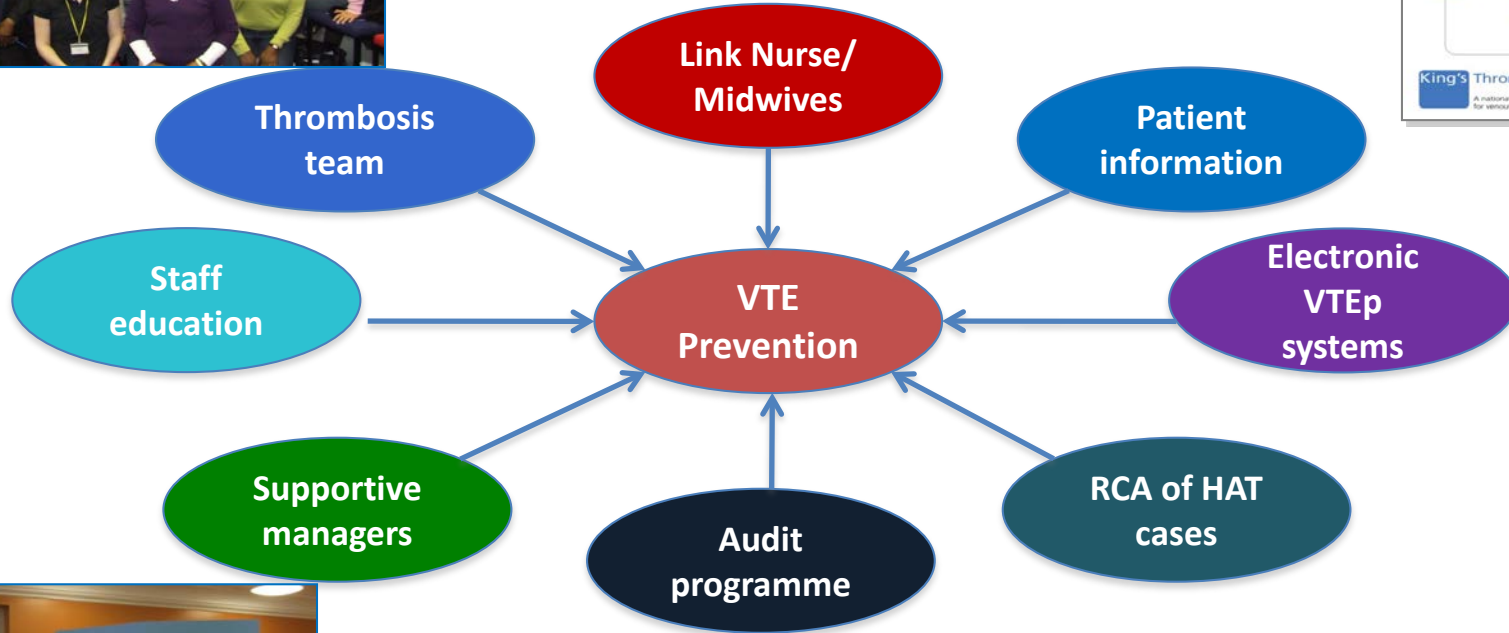 Link Nurse/
Midwives
Thrombosis
team
Patient
information
Staff
education
VTE
Prevention
Electronic
VTEp
systems
Supportive
managers
Audit
programme
RCA of HAT
cases
King's
A national